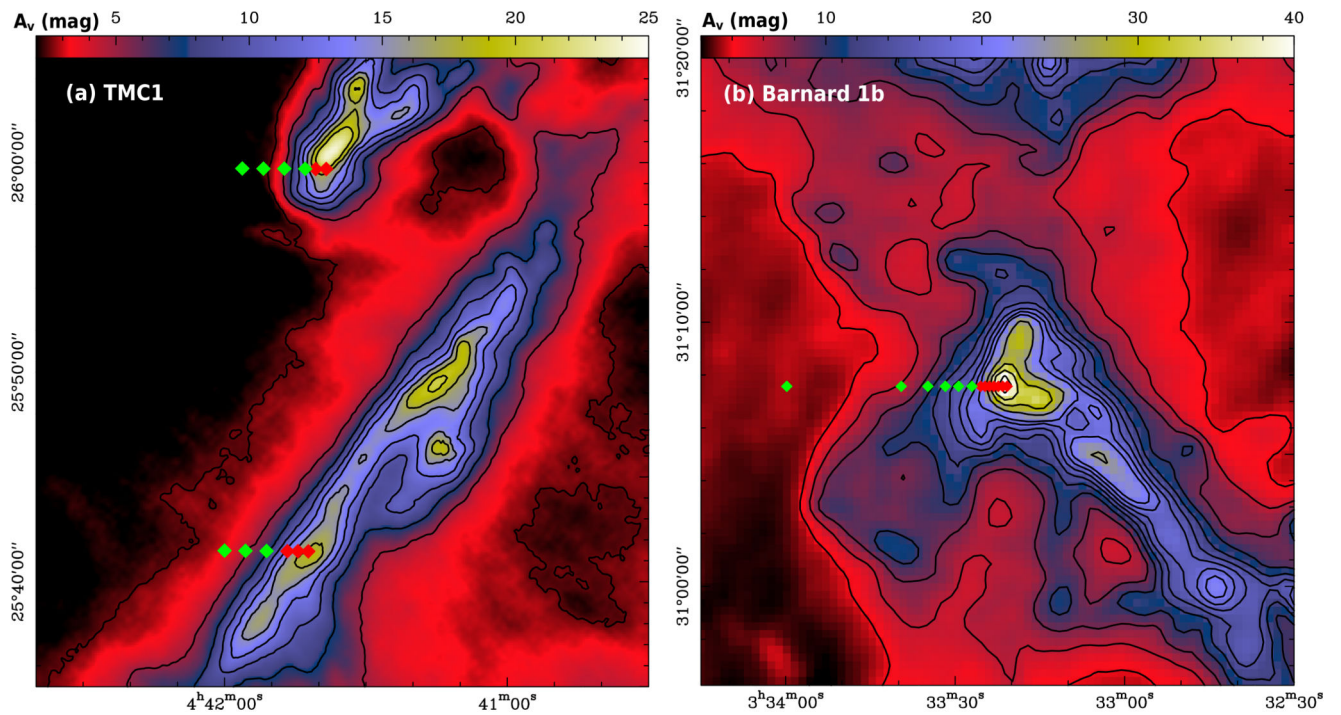 Aᵥ (mag) 5 10 15 20 25
(a) TMC1
26°00'00''
25°50'00''
25°40'00''
4ʰ42ᵐ00ˢ 41ᵐ00ˢ
Aᵥ (mag) 10 20 30 40
(b) Barnard 1b
31°20'00''
31°10'00''
31°00'00''
3ʰ34ᵐ00ˢ 33ᵐ30ˢ 33ᵐ00ˢ 32ᵐ30ˢ